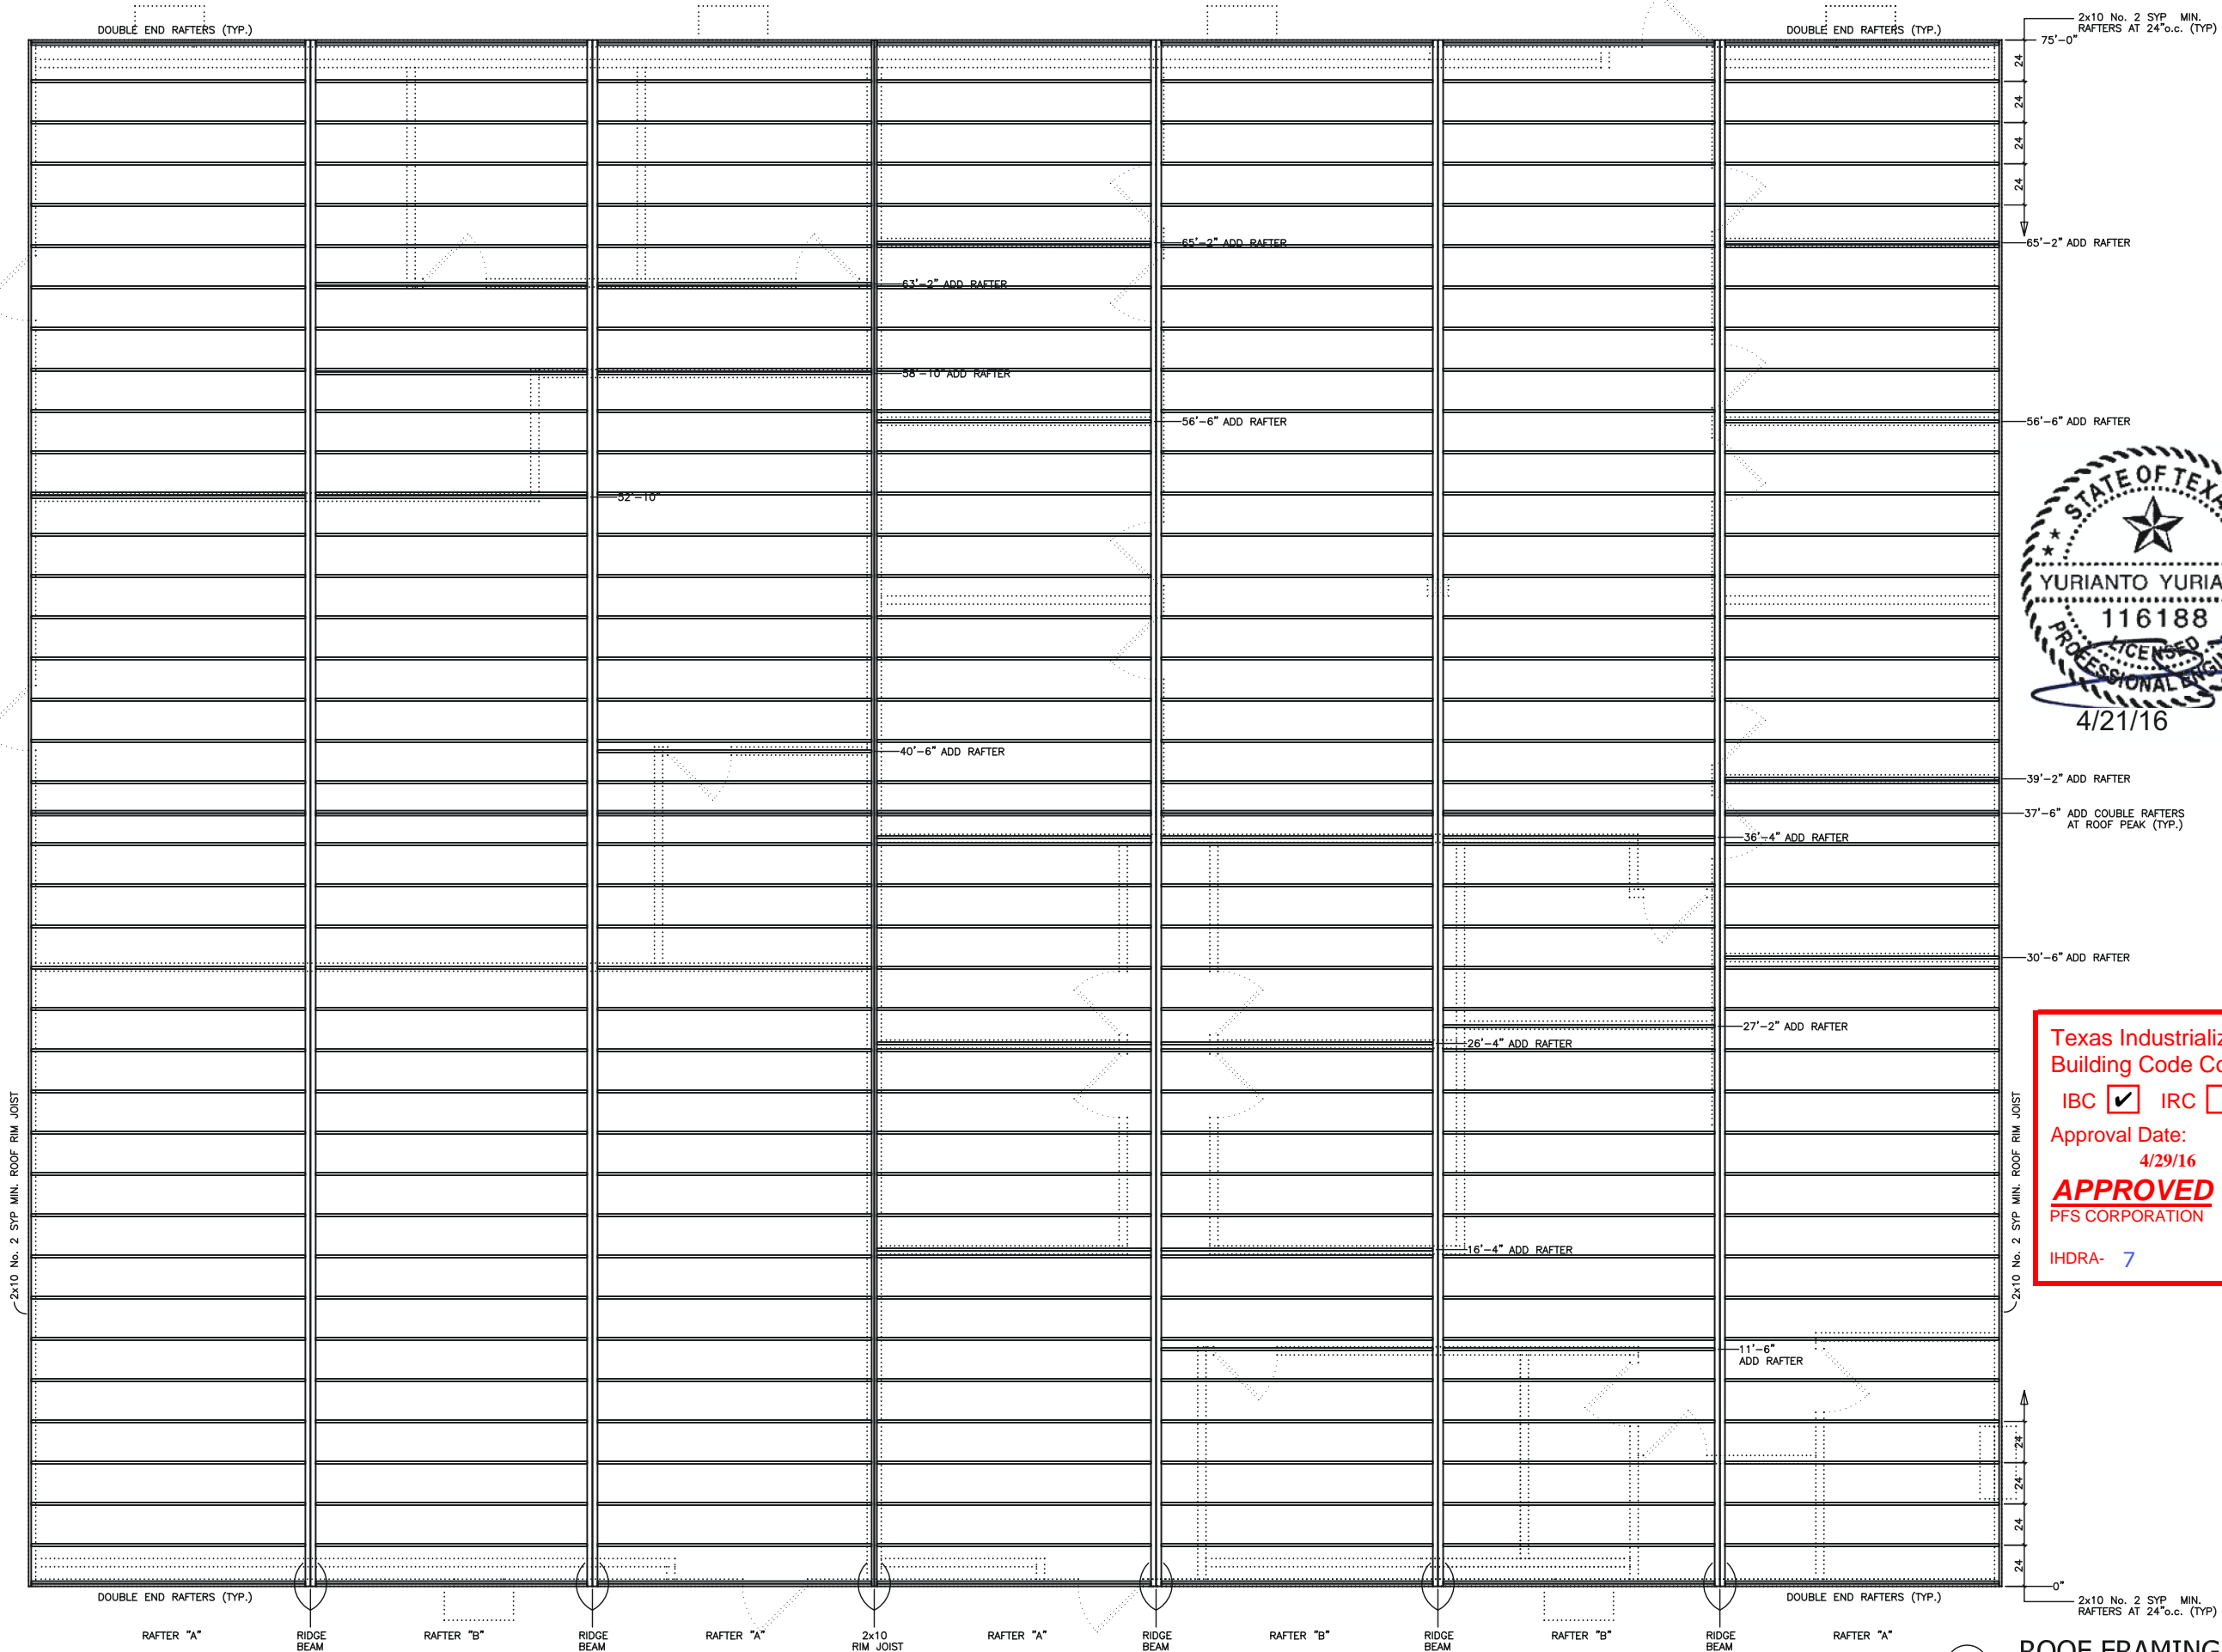 DOUBLE END RAFTERS (TYP.)
DOUBLE END RAFTERS (TYP.)
2x10 No. 2 SYP MIN.
RAFTERS AT 24"o.c. (TYP)
75'-0"
24
24
24
24
65'-2" ADD RAFTER
65'-2" ADD RAFTER
63'-2" ADD RAFTER
58'-10" ADD RAFTER
56'-6" ADD RAFTER
56'-6" ADD RAFTER
52'-10"
STATE OF
YURIANTO
116188
LICENSED
PROFESSIONAL
4/21/16
40'-6" ADD RAFTER
39'-2" ADD RAFTER
37'-6" ADD COUBLE RAFTERS
AT ROOF PEAK (TYP.)
36'-4" ADD RAFTER
30'-6" ADD RAFTER
27'-2" ADD RAFTER
26'-4" ADD RAFTER
Texas
Building Code
IBC ✔ IRC
Approval Date:
4/29/16
APPROVED
PFS CORPORATION
IHDRA- 7
2x10 No. 2 SYP MIN. ROOF RIM JOIST
2x10 No. 2 SYP MIN. ROOF RIM JOIST
16'-4" ADD RAFTER
11'-6"
ADD RAFTER
24
24
24
24
0"
2x10 No. 2 SYP MIN.
RAFTERS AT 24"o.c. (TYP)
DOUBLE END RAFTERS (TYP.)
DOUBLE END RAFTERS (TYP.)
RAFTER "A"
RIDGE
BEAM
RAFTER "B"
RIDGE
BEAM
RAFTER "A"
2x10
RIM JOIST
RAFTER "A"
RIDGE
BEAM
RAFTER "B"
RIDGE
BEAM
RAFTER "B"
RIDGE
BEAM
RAFTER "A"
ROOF FRAMING